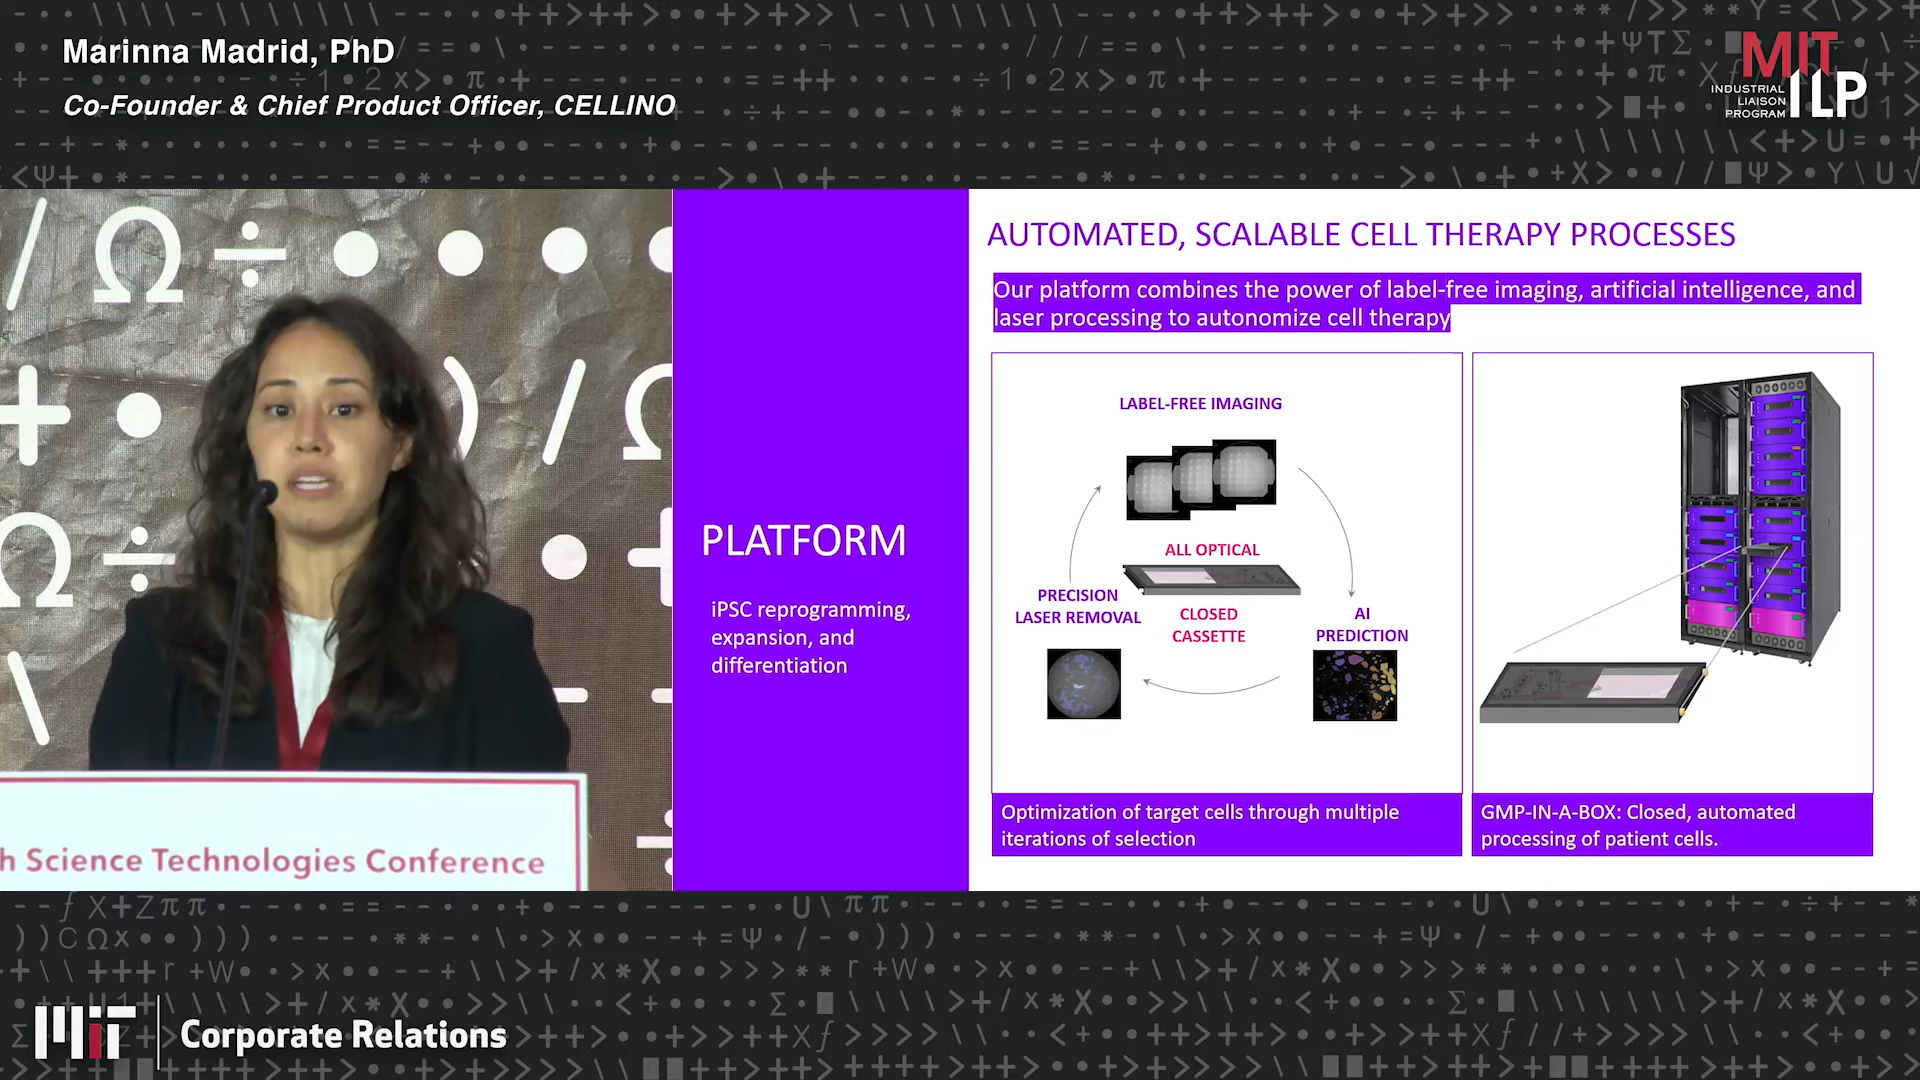 Marinna Madrid, PhD
Co-Founder & Chief Product Officer, CELLINO
MIT
ILP
INDUSTRIAL
LIAISON
PROGRAM
h Science Technologies Conference
PLATFORM
iPSC reprogramming,
expansion, and
differentiation
AUTOMATED, SCALABLE CELL THERAPY PROCESSES
Our platform combines the power of label-free imaging, artificial intelligence, and
laser processing to autonomize cell therapy
LABEL-FREE IMAGING
ALL OPTICAL
CLOSED
CASSETTE
PRECISION
LASER REMOVAL
AI
PREDICTION
Optimization of target cells through multiple
iterations of selection
GMP-IN-A-BOX: Closed, automated
processing of patient cells.
MIT
Corporate Relations